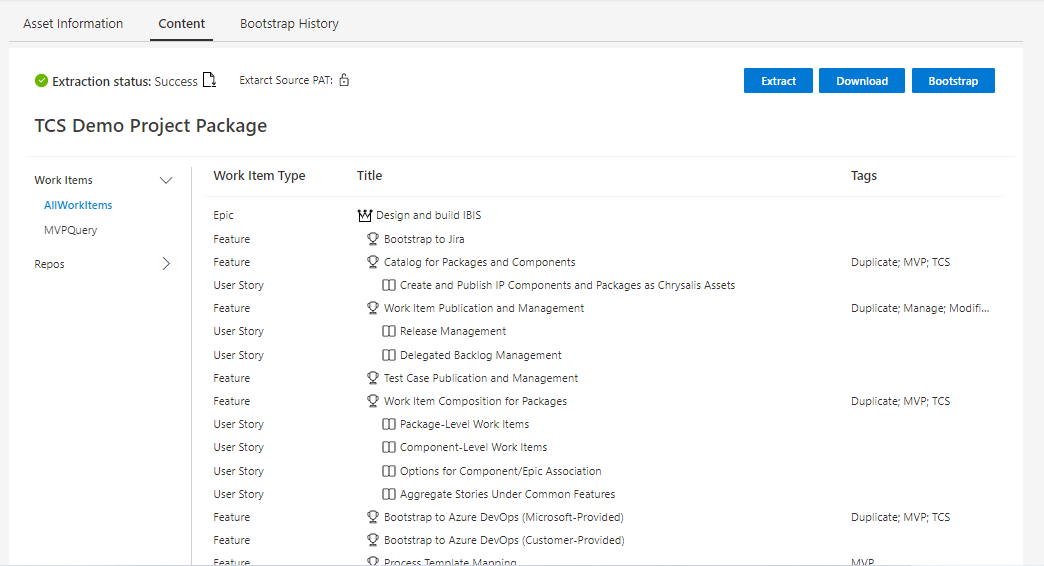 Asset Information Content Bootstrap History
Extraction status: Success Extarct Source PAT: Extract Download Bootstrap
TCS Demo Project Package
Work Items
AllWorkItems
MVPQuery
Repos
Work Item Type Title Tags
Epic Design and build IBIS
Feature Bootstrap to Jira
Feature Catalog for Packages and Components Duplicate; MVP; TCS
User Story Create and Publish IP Components and Packages as Chrysalis Assets
Feature Work Item Publication and Management Duplicate; Manage; Modifi...
User Story Release Management
User Story Delegated Backlog Management
Feature Test Case Publication and Management
Feature Work Item Composition for Packages Duplicate; MVP; TCS
User Story Package-Level Work Items
User Story Component-Level Work Items
User Story Options for Component/Epic Association
User Story Aggregate Stories Under Common Features
Feature Bootstrap to Azure DevOps (Microsoft-Provided) Duplicate; MVP; TCS
Feature Bootstrap to Azure DevOps (Customer-Provided)
Feature Process Template Mapping MVP